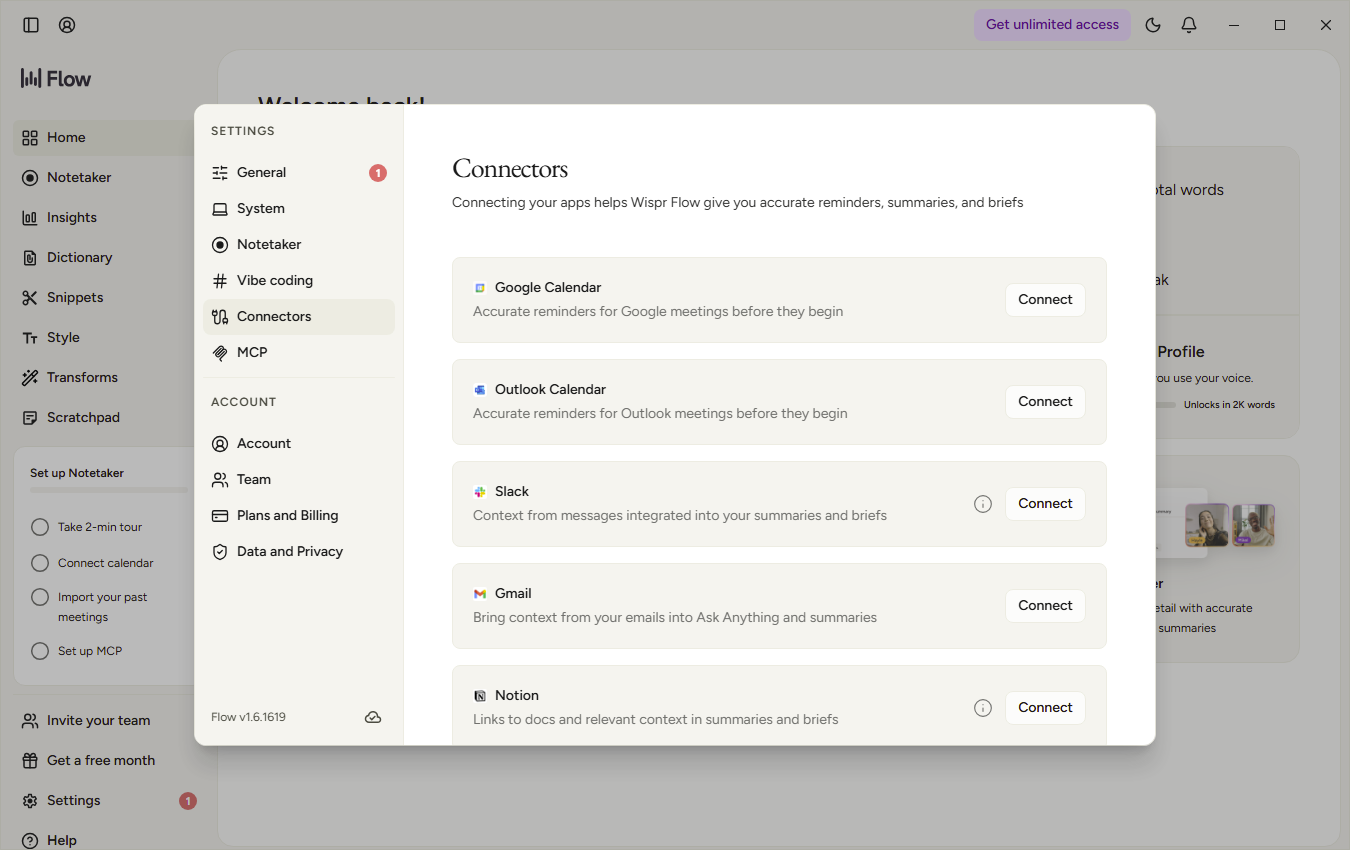 Get unlimited access
Flow
Home
Notetaker
Insights
Dictionary
Snippets
Style
Transforms
Scratchpad
Set up Notetaker
Take 2-min tour
Connect calendar
Import your past
meetings
Set up MCP
Invite your team
Get a free month
Settings
1
Help
Welcome back!
SETTINGS
General
1
System
Notetaker
Vibe coding
Connectors
MCP
ACCOUNT
Account
Team
Plans and Billing
Data and Privacy
Flow v1.6.1619
Connectors
Connecting your apps helps Wispr Flow give you accurate reminders, summaries, and briefs
Google Calendar
Accurate reminders for Google meetings before they begin
Connect
Outlook Calendar
Accurate reminders for Outlook meetings before they begin
Connect
Slack
Context from messages integrated into your summaries and briefs
Connect
Gmail
Bring context from your emails into Ask Anything and summaries
Connect
Notion
Links to docs and relevant context in summaries and briefs
Connect
words
Profile
you use your voice.
Unlocks in 2K words
with accurate
summaries